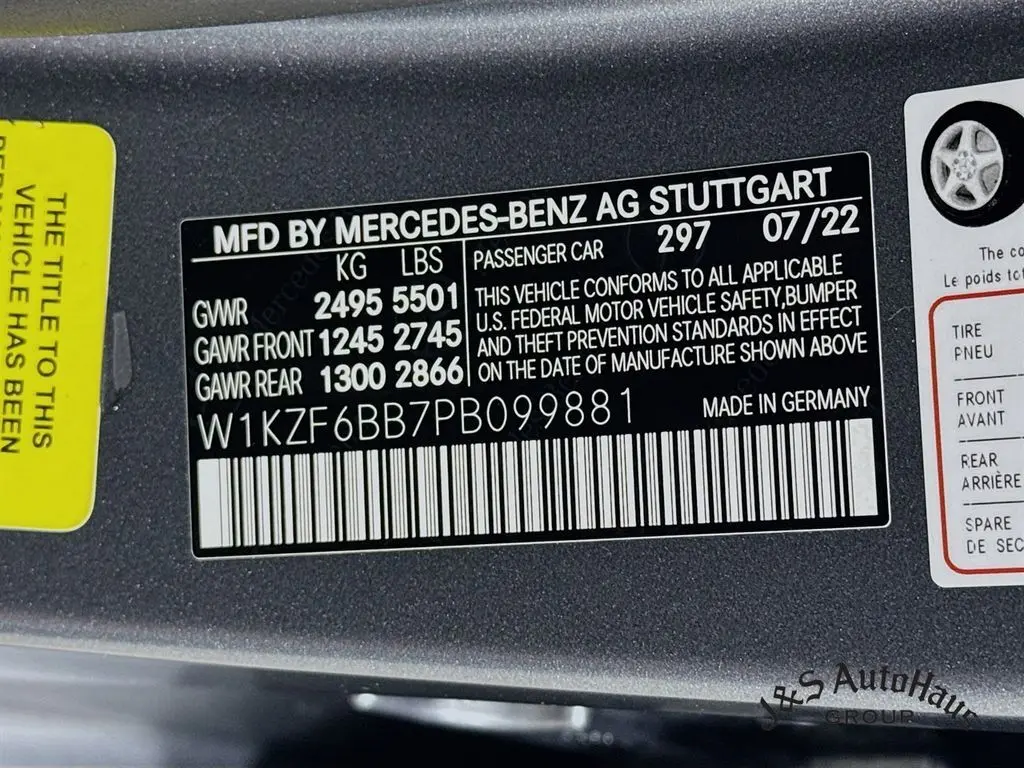 THE TITLE TO THIS
VEHICLE HAS BEEN
MFD BY MERCEDES-BENZ AG STUTTGART
KG LBS
GVWR 2495 5501
GAWR FRONT 1245 2745
GAWR REAR 1300 2866
PASSENGER CAR 297 07/22
THIS VEHICLE CONFORMS TO ALL APPLICABLE
U.S. FEDERAL MOTOR VEHICLE SAFETY,BUMPER
AND THEFT PREVENTION STANDARDS IN EFFECT
ON THE DATE OF MANUFACTURE SHOWN ABOVE
W1KZF6BB7PB099881 MADE IN GERMANY
The
Le poids
TIRE
PNEU
FRONT
AVANT
REAR
ARRIÈRE
SPARE
DE
J&S AutoHaus
GROUP